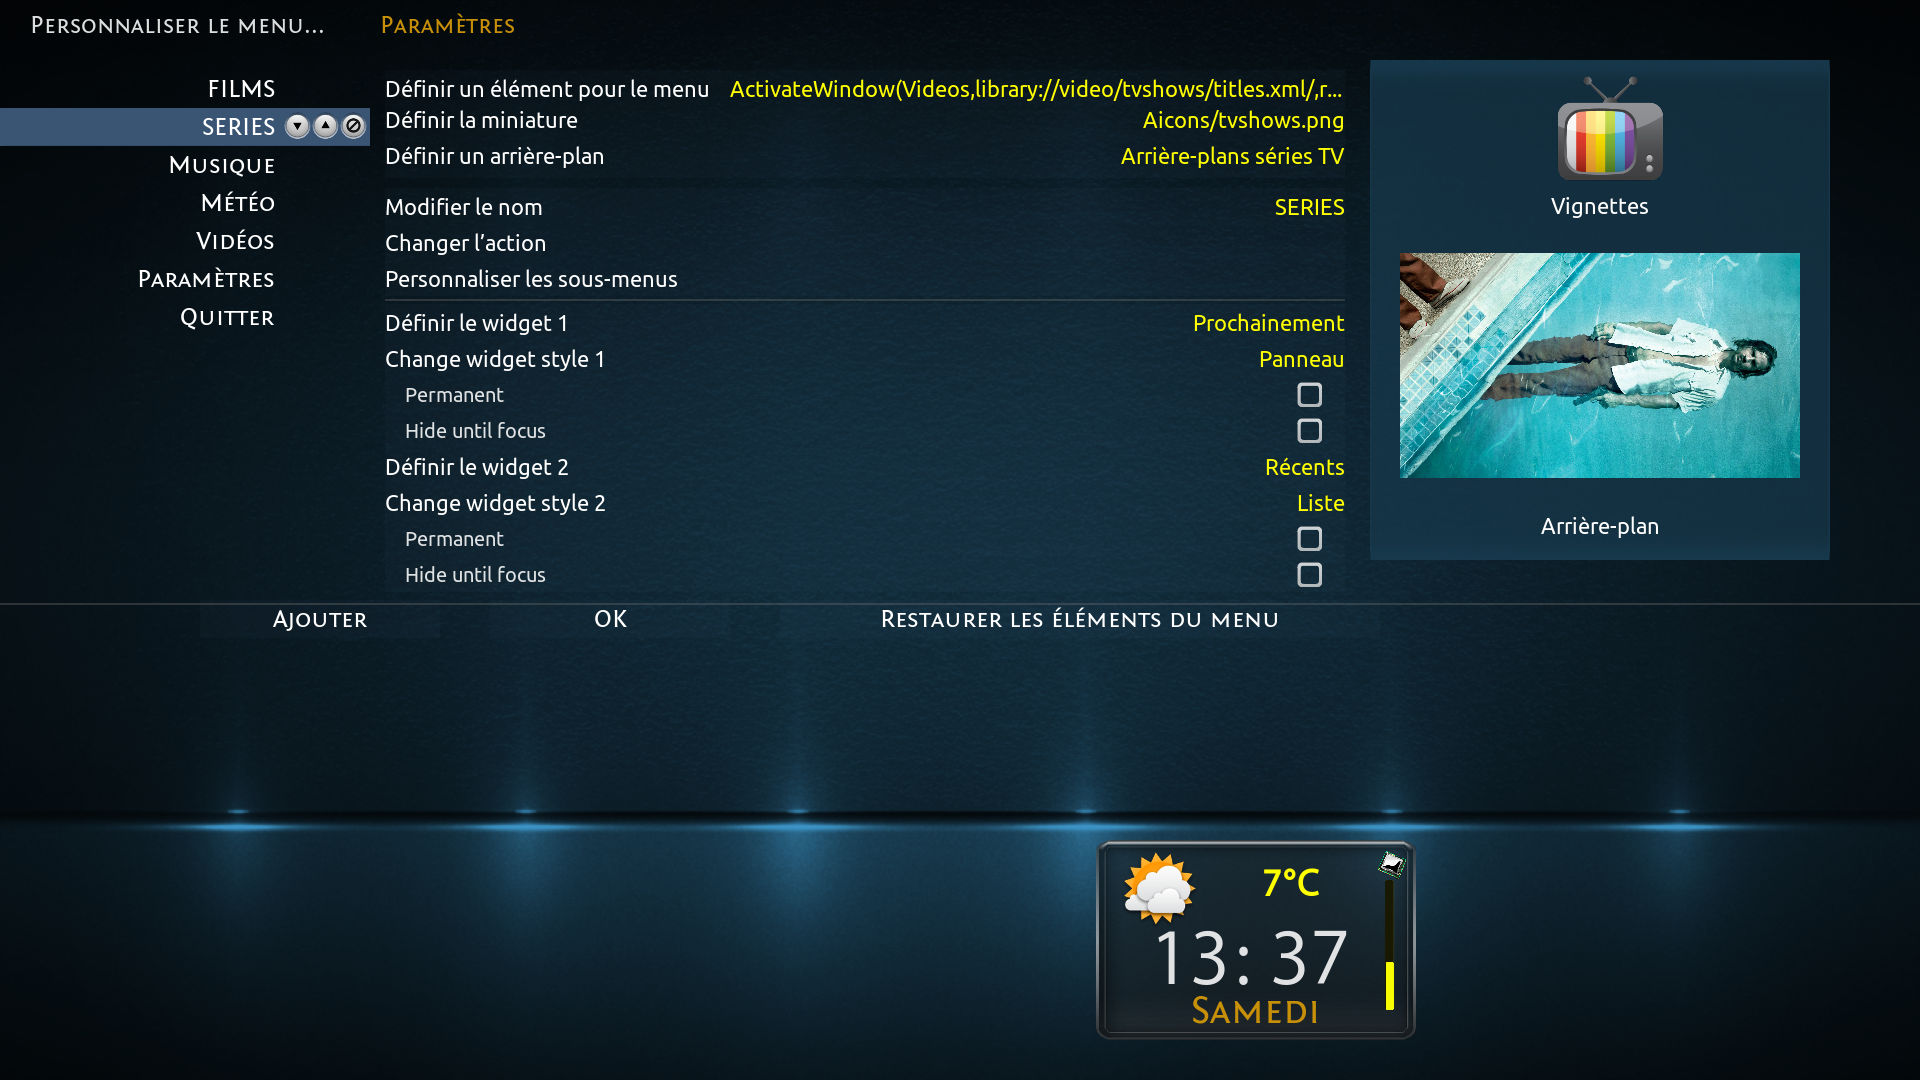 Personnaliser le menu... Paramètres
FILMS
SERIES
Musique
Météo
Vidéos
Paramètres
Quitter
Définir un élément pour le menu ActivateWindow(Videos,library://video/tvshows/titles.xml/,r...
Définir la miniature Aicons/tvshows.png
Définir un arrière-plan Arrière-plans séries TV
Modifier le nom SERIES
Changer l'action
Personnaliser les sous-menus
Définir le widget 1 Prochainement
Change widget style 1 Panneau
Permanent
Hide until focus
Définir le widget 2 Récents
Change widget style 2 Liste
Permanent
Hide until focus
Vignettes
Arrière-plan
Ajouter OK Restaurer les éléments du menu
7°C
13:37
Samedi